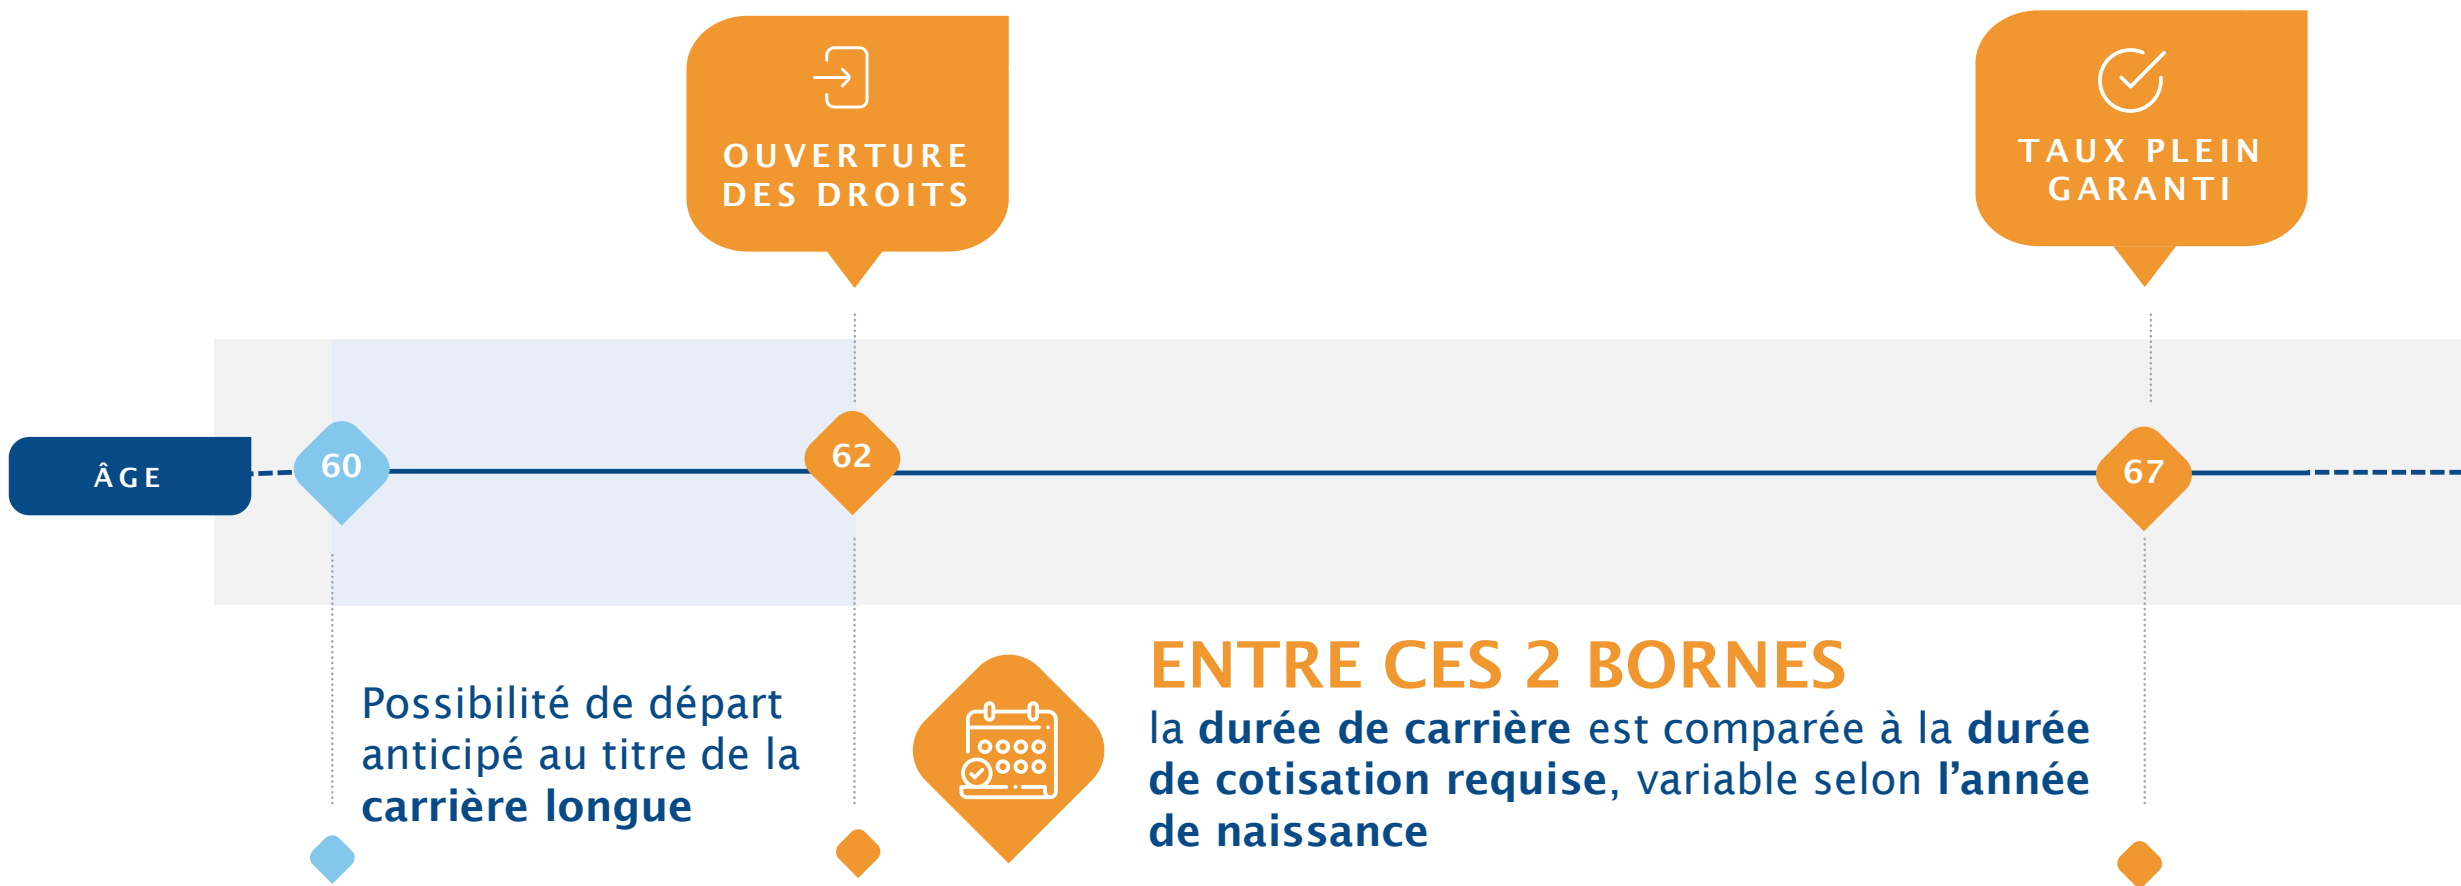 OUVERTURE
DES DROITS
TAUX PLEIN
GARANTI
ÂGE
60
62
67
Possibilité de départ
anticipé au titre de la
carrière longue
ENTRE CES 2 BORNES
la durée de carrière est comparée à la durée
de cotisation requise, variable selon l’année
de naissance